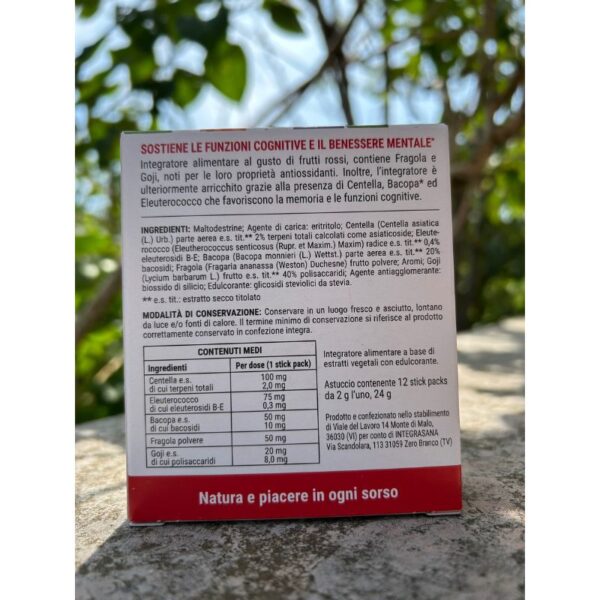 SOSTIENE LE FUNZIONI COGNITIVE E IL BENESSERE MENTALE*
Integratore alimentare al gusto di frutti rossi, contiene Fragola e
Goji, noti per le loro proprietà antiossidanti. Inoltre, l'integratore è
ulteriormente arricchito grazie alla presenza di Centella, Bacopa* ed
Eleuterococco che favoriscono la memoria e le funzioni cognitive.
INGREDIENTI: Maltodestrine; Agente di carica: eritritolo; Centella (Centella asiatica
(L.) Urb.) parte aerea e.s. tit.** 2% terpeni totali calcolati come asiaticoside; Eleute-
rococco (Eleutherococcus senticosus (Rupr. et Maxim.) Maxim) radice e.s. tit.** 0,4%
eleuterosidi B-E; Bacopa (Bacopa monnieri (L.) Wettst.) parte aerea e.s. tit.** 20%
bacosidi; Fragola (Fragaria ananassa (Weston) Duchesne) frutto polvere; Aromi; Goji
(Lycium barbarum L.) frutto e.s. tit.** 40% polisaccaridi; Agente antiagglomerante:
biossido di silicio; Edulcorante: glicosidi steviolici da stevia.
** e.s. tit.: estratto secco titolato
MODALITÀ DI CONSERVAZIONE: Conservare in un luogo fresco e asciutto, lontano
da luce e/o fonti di calore. Il termine minimo di conservazione si riferisce al prodotto
correttamente conservato in confezione integra.
CONTENUTI MEDI
Ingredienti Per dose (1 stick pack)
Centella e.s. 100 mg
di cui terpeni totali 2,0 mg
Eleuterococco 75 mg
di cui eleuterosidi B-E 0,3 mg
Bacopa e.s. 50 mg
di cui bacosidi 10 mg
Fragola polvere 50 mg
Goji e.s. 20 mg
di cui polisaccaridi 8,0 mg
Integratore alimentare a base di
estratti vegetali con edulcorante.
Astuccio contenente 12 stick packs
da 2 g l'uno, 24 g
Prodotto e confezionato nello stabilimento
di Viale del Lavoro 14 Monte di Malo,
36030 (VI) per conto di INTEGRASANA
Via Scandolara, 113 31059 Zero Branco (TV)
Natura e piacere in ogni sorso